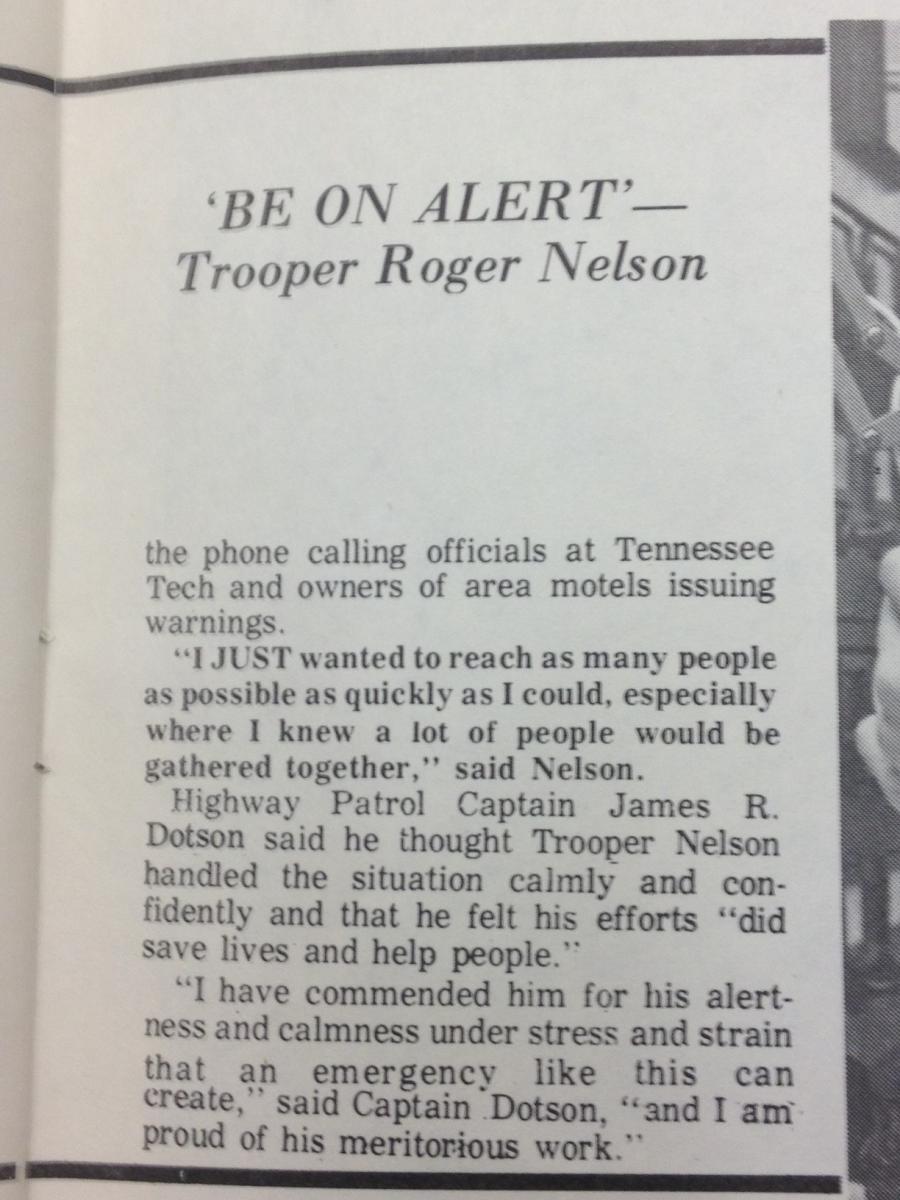 ‘BE ON ALERT’—
Trooper Roger Nelson
the phone calling officials at Tennessee
Tech and owners of area motels issuing
warnings.
“I JUST wanted to reach as many people
as possible as quickly as I could, especially
where I knew a lot of people would be
gathered together,” said Nelson.
Highway Patrol Captain James R.
Dotson said he thought Trooper Nelson
handled the situation calmly and con-
fidently and that he felt his efforts “did
save lives and help people.”
“I have commended him for his alert-
ness and calmness under stress and strain
that an emergency like this can
create,” said Captain Dotson, “and I am
proud of his meritorious work.”